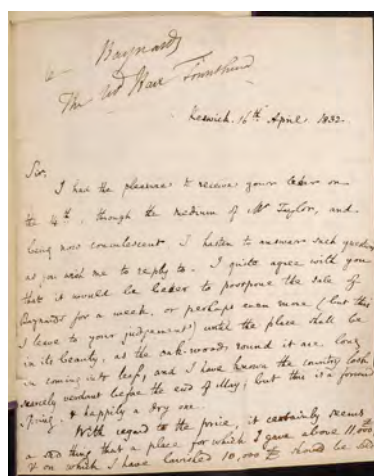 Baynards
The
Keswick. 16th April. 1832.
Sir,
I had the pleasure to receive your letter on
the 4th, through the medium of Mr Taylor, and
being now convalescent I hasten to answer such questions
as you wish me to reply to. I quite agree with you
that it would be better to postpone the sale of
Baynards for a week, or perhaps even more (but this
I leave to your judgement) until the place shall be
in its beauty, as the oak-woods round it are long
in coming into leaf, and I have known the country look
scarcely verdant before the end of May; but this is a forward
spring, & happily a dry one.
With regard to the price, it certainly seems
a sad thing that a place for which I gave above 11,000
& on which I have lavished 10,000 should be sold